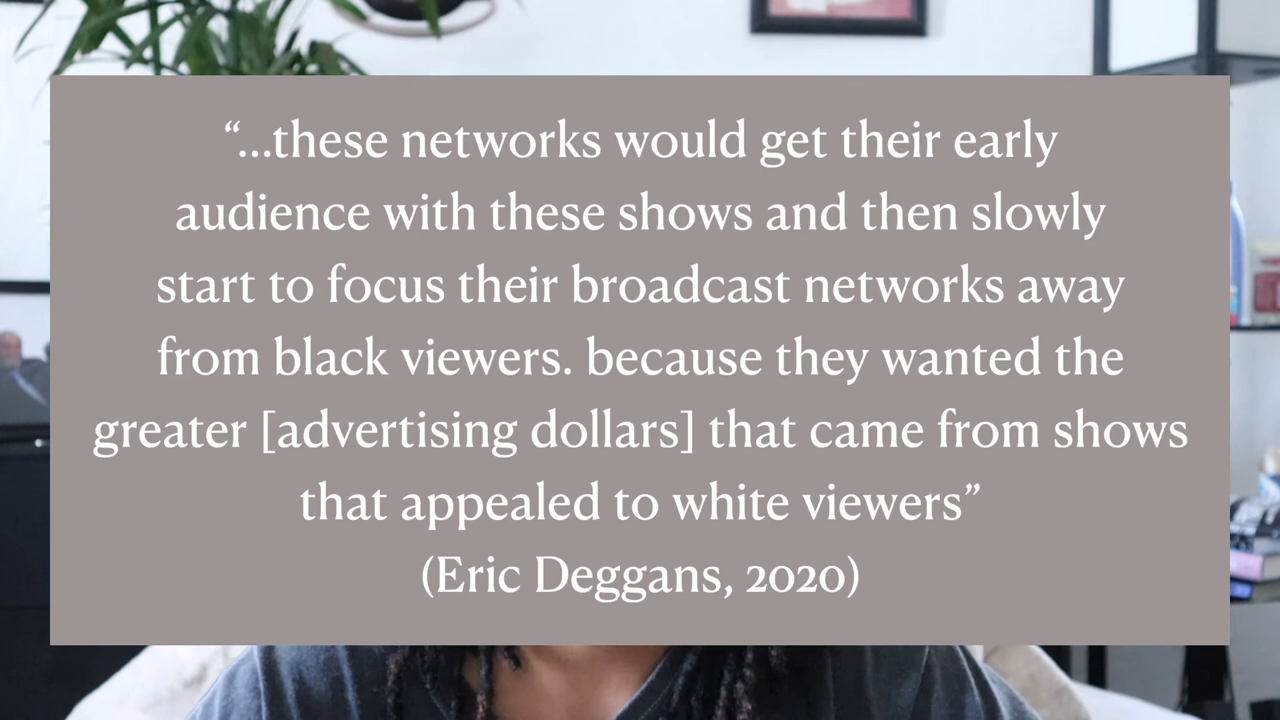 “...these networks would get their early
audience with these shows and then slowly
start to focus their broadcast networks away
from black viewers. because they wanted the
greater [advertising dollars] that came from shows
that appealed to white viewers”
(Eric Deggans, 2020)